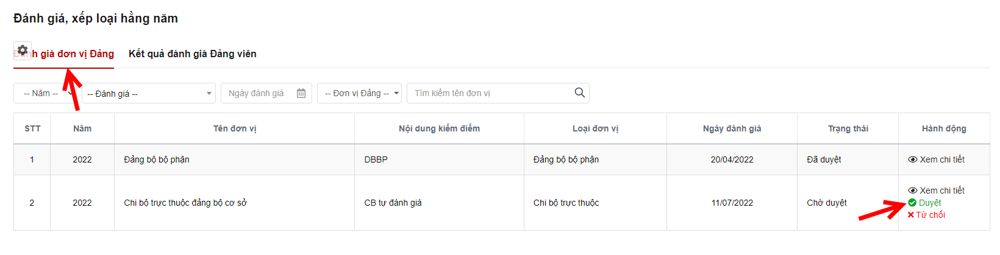 Đánh giá, xếp loại hằng năm
Đánh giá đơn vị Đảng Kết quả đánh giá Đảng viên
-- Năm -- -- Đánh giá -- Ngày đánh giá -- Đơn vị Đảng -- Tìm kiếm tên đơn vị
STT Năm Tên đơn vị Nội dung kiểm điểm Loại đơn vị Ngày đánh giá Trạng thái Hành động
1 2022 Đảng bộ bộ phận DBBP Đảng bộ bộ phận 20/04/2022 Đã duyệt Xem chi tiết
2 2022 Chi bộ trực thuộc đảng bộ cơ sở CB tự đánh giá Chi bộ trực thuộc 11/07/2022 Chờ duyệt Xem chi tiết
Duyệt
Từ chối